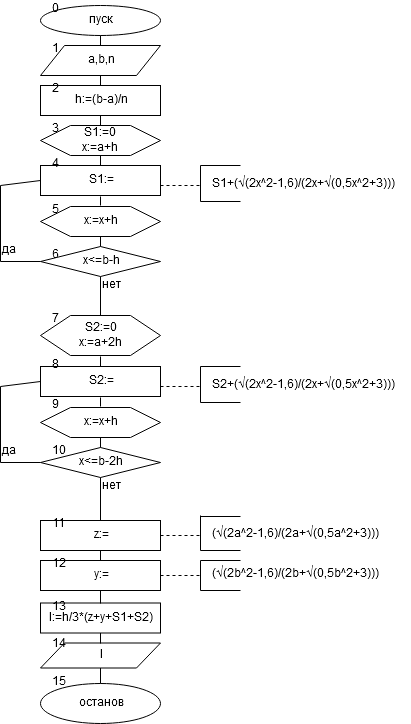 0
пуск
1
a,b,n
2
h:=(b-a)/n
3
S1:=0
x:=a+h
4
S1:=
S1+(√(2x^2-1,6)/(2x+√(0,5x^2+3)))
5
x:=x+h
6
x<=b-h
да
нет
7
S2:=0
x:=a+2h
8
S2:=
S2+(√(2x^2-1,6)/(2x+√(0,5x^2+3)))
9
x:=x+h
10
x<=b-2h
да
нет
11
z:=
(√(2a^2-1,6)/(2a+√(0,5a^2+3)))
12
y:=
(√(2b^2-1,6)/(2b+√(0,5b^2+3)))
13
I:=h/3*(z+y+S1+S2)
14
I
15
останов